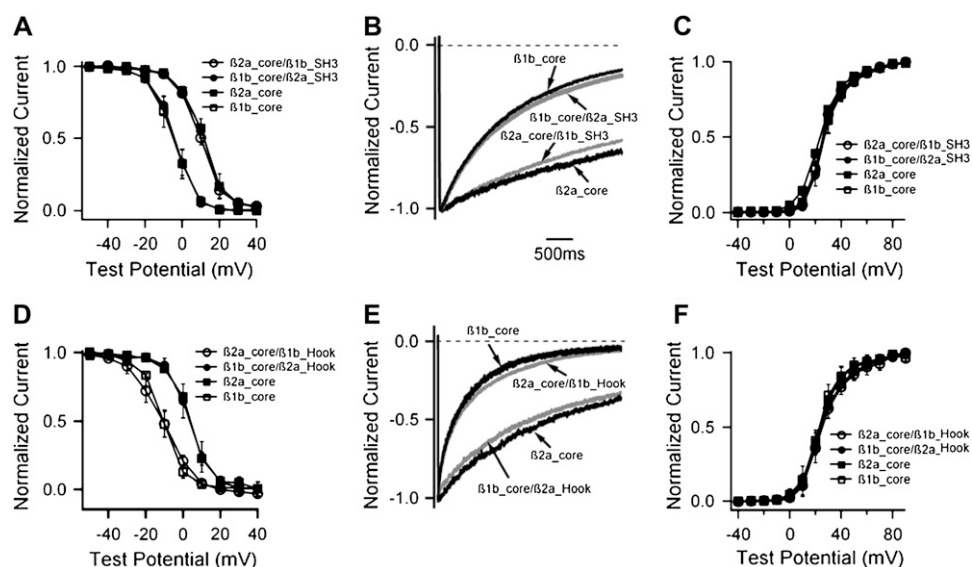 A
Normalized Current
1.0
0.5
0.0
-40
0
20
40
Test Potential (mV)
ß2a_core/ß1b_SH3
ß1b_core/ß2a_SH3
ß2a_core
ß1b_core
B
Normalized Current
0.0
-0.5
-1.0
ß1b_core
ß1b_core/ß2a_SH3
ß2a_core/ß1b_SH3
ß2a_core
500ms
C
Normalized Current
1.0
0.5
0.0
-40
0
40
80
Test Potential (mV)
ß2a_core/ß1b_SH3
ß1b_core/ß2a_SH3
ß2a_core
ß1b_core
D
Normalized Current
1.0
0.5
0.0
-40
-20
0
20
40
Test Potential (mV)
ß2a_core/ß1b_Hook
ß1b_core/ß2a_Hook
ß2a_core
ß1b_core
E
Normalized Current
0.0
-0.5
-1.0
ß1b_core
ß2a_core/ß1b_Hook
ß2a_core
ß1b_core/ß2a_Hook
F
Normalized Current
1.0
0.5
0.0
-40
0
40
80
Test Potential (mV)
ß2a_core/ß1b_Hook
ß1b_core/ß2a_Hook
ß2a_core
ß1b_core